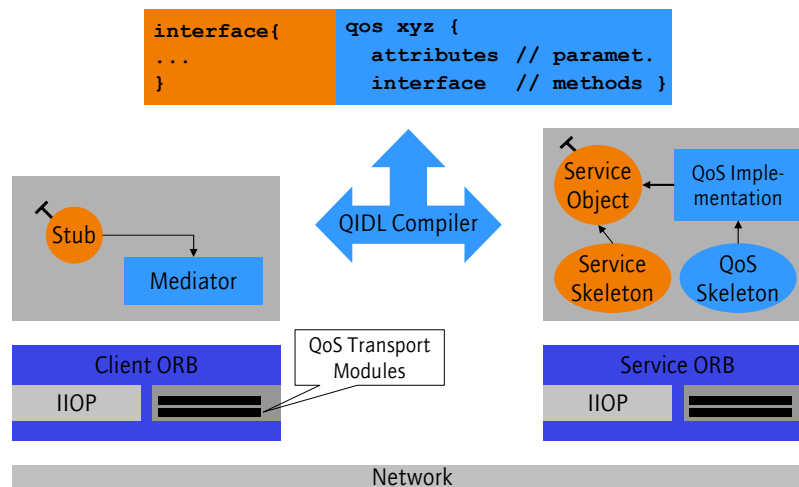 interface{
...
}
qos xyz {
attributes // paramet.
interface // methods }
QIDL Compiler
Stub
Mediator
Service
Object
QoS Imple-
mentation
Service
Skeleton
QoS
Skeleton
Client ORB
IIOP
QoS Transport
Modules
Service ORB
IIOP
Network